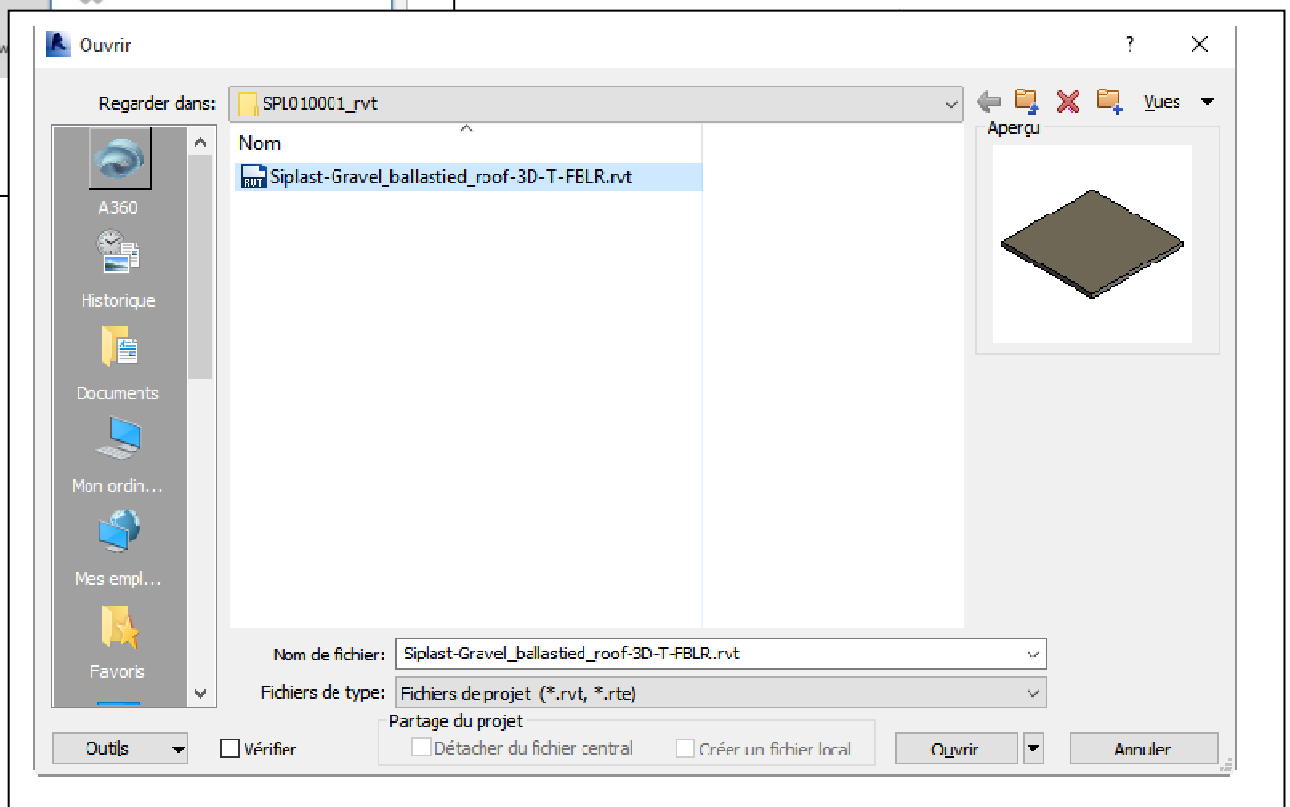 Ouvrir
?
Regarder dans:
SPL010001_rvt
Vues
Aperçu
Nom
Siplast-Gravel_ballastied_roof-3D-T-FBLR.rvt
A360
Historique
Documents
Mon ordin...
Mes empl...
Favoris
Nom de fichier:
Siplast-Gravel_ballastied_roof-3D-T-FBLR.rvt
Fichiers de type:
Fichiers de projet (*.rvt, *.rte)
Partage du projet
Outils
Vérifier
Détacher du fichier central
Créer un fichier local
Ouvrir
Annuler